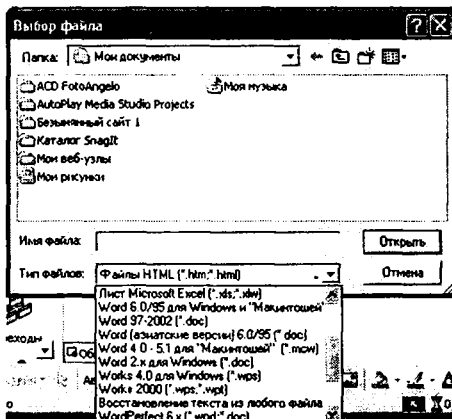 Выбор файла
Папка: Мои документы
ACD FotoAngelo
AutoPlay Media Studio Projects
Безымянный сайт 1
Каталог SnagIt
Мои веб-узлы
Мои рисунки
Моя музыка
Имя файла:
Открыть
Тип файлов: Файлы HTML (*.htm;*.html)
Отмена
Лист Microsoft Excel (*.xls;*.xlw)
Word 6.0/95 для Windows и "Макинтошей
Word 97-2002 (*.doc)
Word (азиатские версии) 6.0/95 (*.doc)
Word 4.0 - 5.1 для "Макинтошей" (*.mcw)
Word 2.x для Windows (*.doc)
Works 4.0 для Windows (*.wps)
Works 2000 (*.wps;*.wpt)
Восстановление текста из любого файла
WordPerfect 6.x (*.wpd;*.doc)